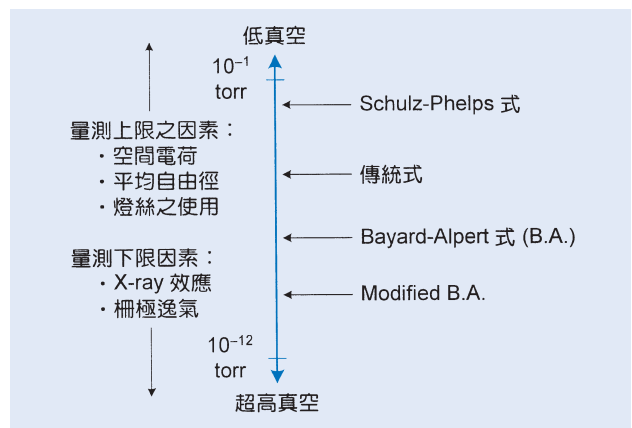 低真空
10⁻¹
torr
Schulz-Phelps 式
量測上限之因素：
・空間電荷
・平均自由徑
・燈絲之使用
傳統式
Bayard-Alpert 式 (B.A.)
量測下限因素：
・X-ray 效應
・柵極逸氣
Modified B.A.
10⁻¹²
torr
超高真空